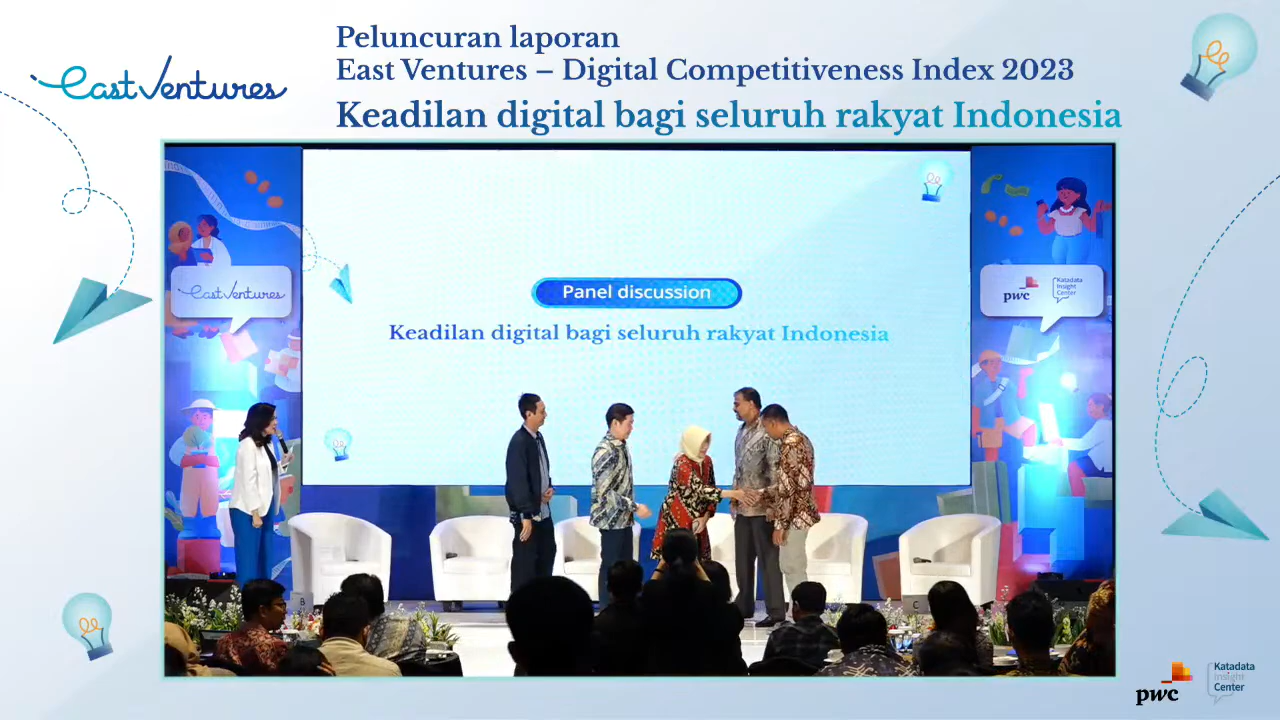 East Ventures
Peluncuran laporan
East Ventures – Digital Competitiveness Index 2023
Keadilan digital bagi seluruh rakyat Indonesia
East Ventures
pwc
Katadata
Insight
Center
Panel discussion
Keadilan digital bagi seluruh rakyat Indonesia
B
C
pwc
Katadata
Insight
Center